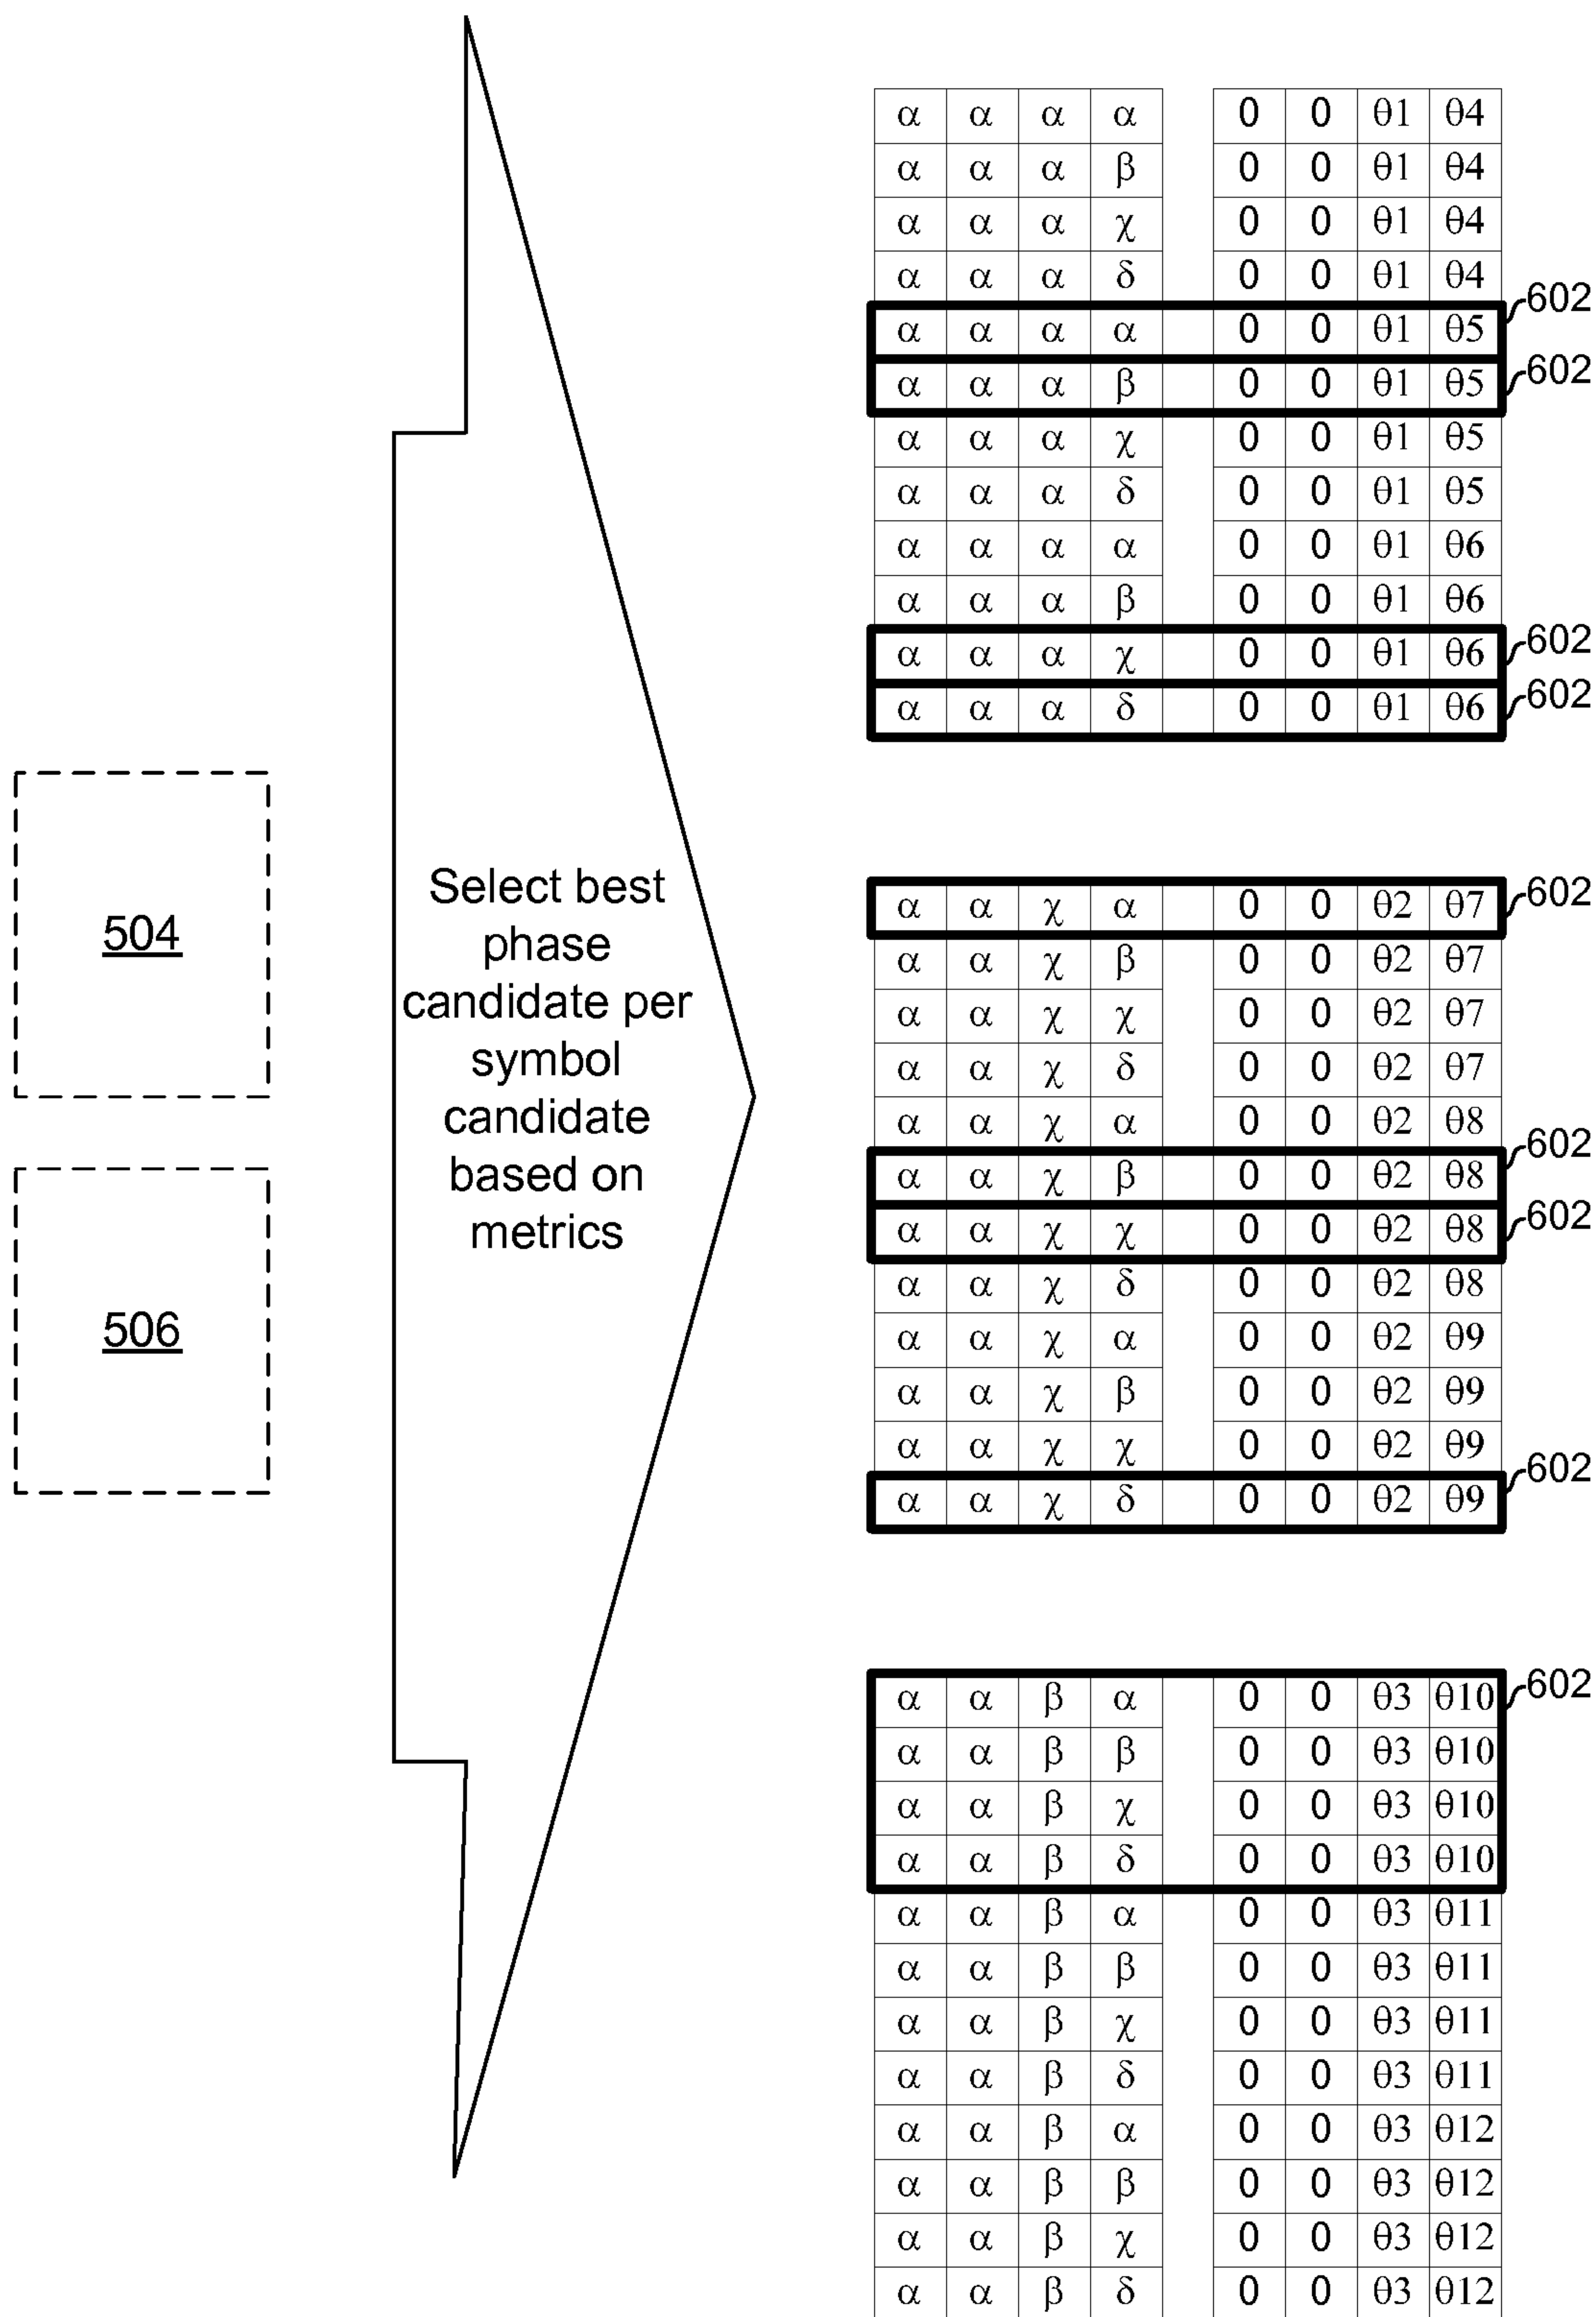 504
506
Select best
phase
candidate per
symbol
candidate
based on
metrics
α α α α 0 0 θ1 θ4
α α α β 0 0 θ1 θ4
α α α χ 0 0 θ1 θ4
α α α δ 0 0 θ1 θ4
α α α α 0 0 θ1 θ5 602
α α α β 0 0 θ1 θ5 602
α α α χ 0 0 θ1 θ5
α α α δ 0 0 θ1 θ5
α α α α 0 0 θ1 θ6
α α α β 0 0 θ1 θ6
α α α χ 0 0 θ1 θ6 602
α α α δ 0 0 θ1 θ6 602
α α χ α 0 0 θ2 θ7 602
α α χ β 0 0 θ2 θ7
α α χ χ 0 0 θ2 θ7
α α χ δ 0 0 θ2 θ7
α α χ α 0 0 θ2 θ8
α α χ β 0 0 θ2 θ8 602
α α χ χ 0 0 θ2 θ8 602
α α χ δ 0 0 θ2 θ8
α α χ α 0 0 θ2 θ9
α α χ β 0 0 θ2 θ9
α α χ χ 0 0 θ2 θ9
α α χ δ 0 0 θ2 θ9 602
α α β α 0 0 θ3 θ10 602
α α β β 0 0 θ3 θ10
α α β χ 0 0 θ3 θ10
α α β δ 0 0 θ3 θ10
α α β α 0 0 θ3 θ11
α α β β 0 0 θ3 θ11
α α β χ 0 0 θ3 θ11
α α β δ 0 0 θ3 θ11
α α β α 0 0 θ3 θ12
α α β β 0 0 θ3 θ12
α α β χ 0 0 θ3 θ12
α α β δ 0 0 θ3 θ12